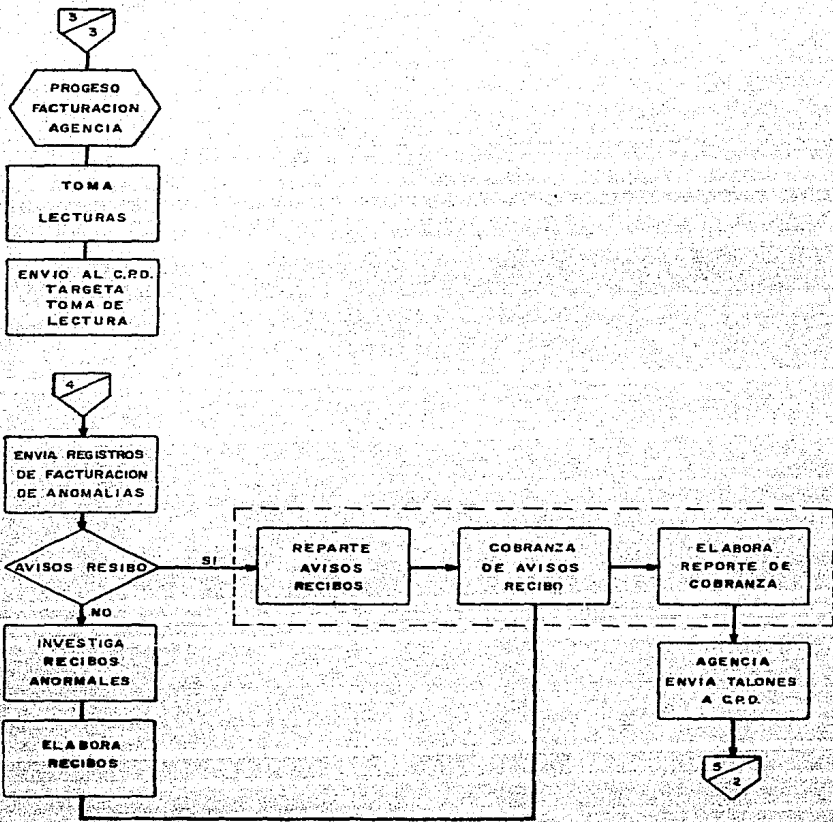 3
3
PROGESO
FACTURACION
AGENCIA
TOMA
LECTURAS
ENVIO AL C.P.D.
TARGETA
TOMA DE
LECTURA
4
ENVIA REGISTROS
DE FACTURACION
DE ANOMALIAS
AVISOS RESIBO
SI
NO
REPARTE
AVISOS
RECIBOS
COBRANZA
DE AVISOS
RECIBO
ELABORA
REPORTE DE
COBRANZA
INVESTIGA
RECIBOS
ANORMALES
AGENCIA
ENVIA TALONES
A C.P.D.
ELABORA
RECIBOS
5
2